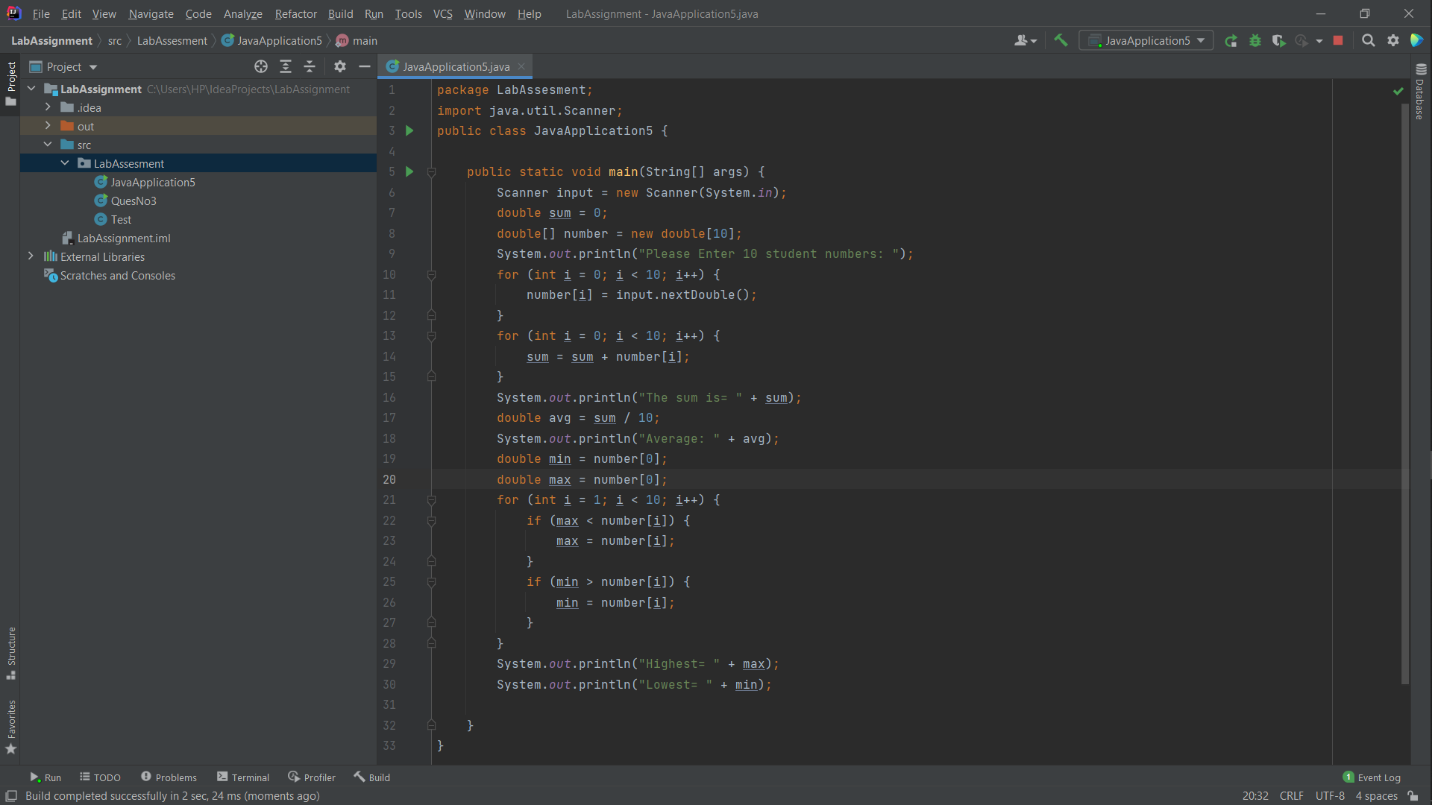 File Edit View Navigate Code Analyze Refactor Build Run Tools VCS Window Help LabAssignment - JavaApplication5.java
LabAssignment src LabAssesment JavaApplication5 main JavaApplication5
Project
Project
LabAssignment C:\Users\HP\IdeaProjects\LabAssignment
.idea
out
src
LabAssesment
JavaApplication5
QuesNo3
Test
LabAssignment.iml
External Libraries
Scratches and Consoles
Structure
Favorites
JavaApplication5.java
1 package LabAssesment;
2 import java.util.Scanner;
3 public class JavaApplication5 {
4
5 public static void main(String[] args) {
6 Scanner input = new Scanner(System.in);
7 double sum = 0;
8 double[] number = new double[10];
9 System.out.println("Please Enter 10 student numbers: ");
10 for (int i = 0; i < 10; i++) {
11 number[i] = input.nextDouble();
12 }
13 for (int i = 0; i < 10; i++) {
14 sum = sum + number[i];
15 }
16 System.out.println("The sum is= " + sum);
17 double avg = sum / 10;
18 System.out.println("Average: " + avg);
19 double min = number[0];
20 double max = number[0];
21 for (int i = 1; i < 10; i++) {
22 if (max < number[i]) {
23 max = number[i];
24 }
25 if (min > number[i]) {
26 min = number[i];
27 }
28 }
29 System.out.println("Highest= " + max);
30 System.out.println("Lowest= " + min);
31
32 }
33 }
Database
Run TODO Problems Terminal Profiler Build 1 Event Log
Build completed successfully in 2 sec, 24 ms (moments ago) 20:32 CRLF UTF-8 4 spaces